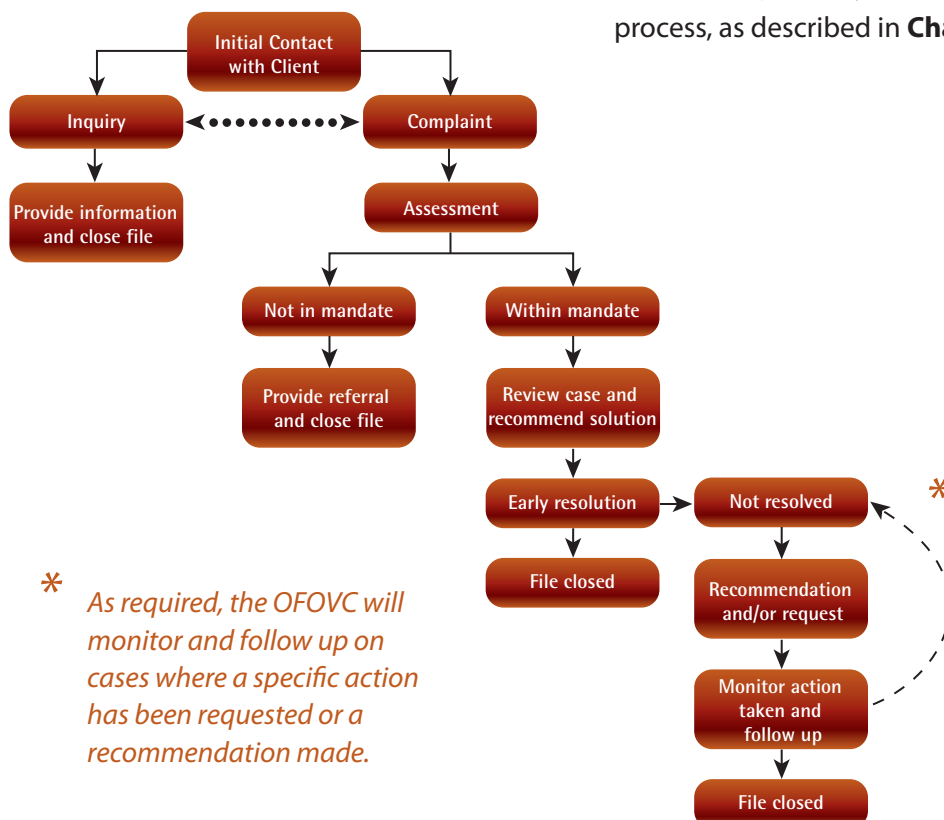 process, as described in Cha
Initial Contact
with Client
Inquiry
Complaint
Provide information
and close file
Assessment
Not in mandate
Within mandate
Provide referral
and close file
Review case and
recommend solution
Early resolution
Not resolved
*
File closed
Recommendation
and/or request
Monitor action
taken and
follow up
File closed
*
As required, the OFOVC will
monitor and follow up on
cases where a specific action
has been requested or a
recommendation made.